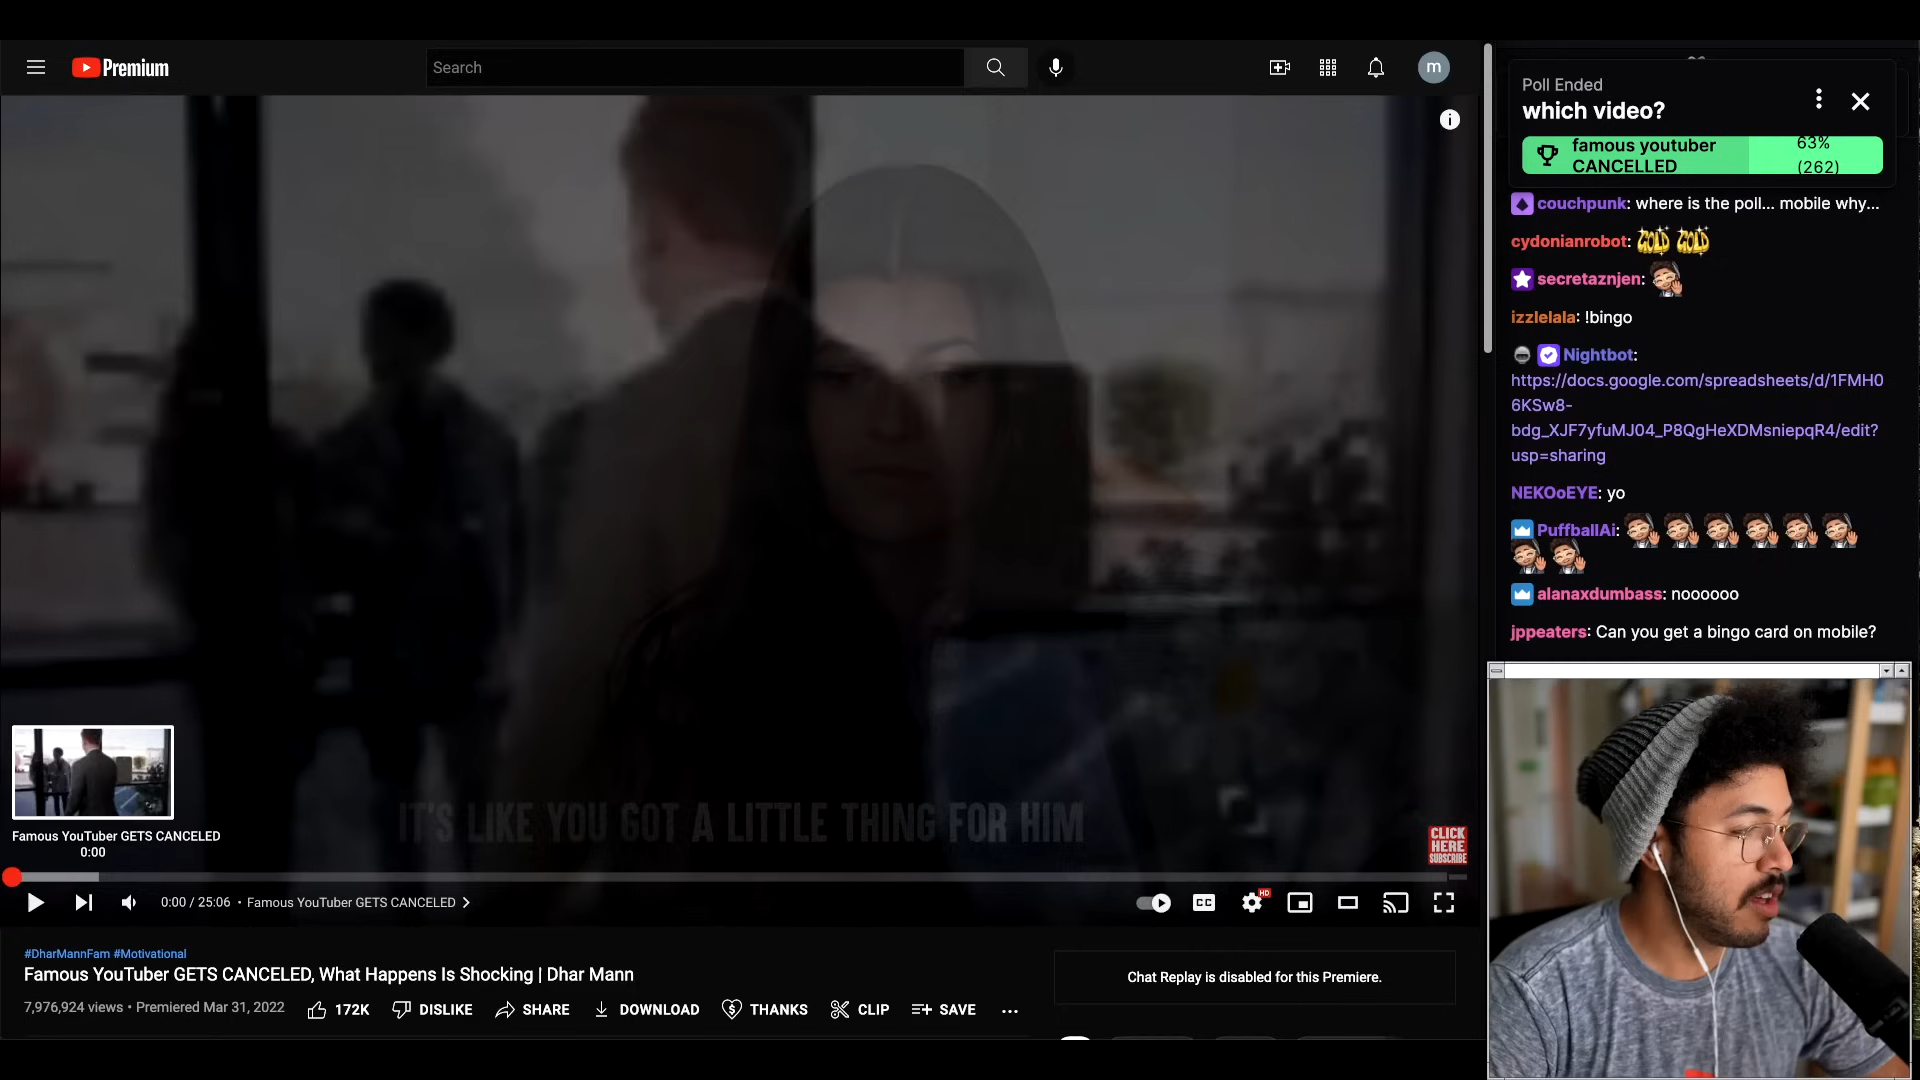 Premium
Search
m
Poll Ended
which video?
famous youtuber
CANCELLED
63%
(262)
couchpunk: where is the poll... mobile why...
cydonianrobot: GOLD GOLD
secretaznjen:
izzlelala: !bingo
Nightbot:
https://docs.google.com/spreadsheets/d/1FMH0
6KSw8-
bdg_XJF7yfuMJ04_P8QgHeXDMsniepqR4/edit?
usp=sharing
NEKOoEYE: yo
PuffballAi:
alanaxdumbass: noooooo
jppeaters: Can you get a bingo card on mobile?
IT'S LIKE YOU GOT A LITTLE THING FOR HIM
CLICK
HERE
SUBSCRIBE
Famous YouTuber GETS CANCELED
0:00
0:00 / 25:06 • Famous YouTuber GETS CANCELED
CC
HD
#DharMannFam #Motivational
Famous YouTuber GETS CANCELED, What Happens Is Shocking | Dhar Mann
7,976,924 views • Premiered Mar 31, 2022
172K
DISLIKE
SHARE
DOWNLOAD
THANKS
CLIP
SAVE
Chat Replay is disabled for this Premiere.